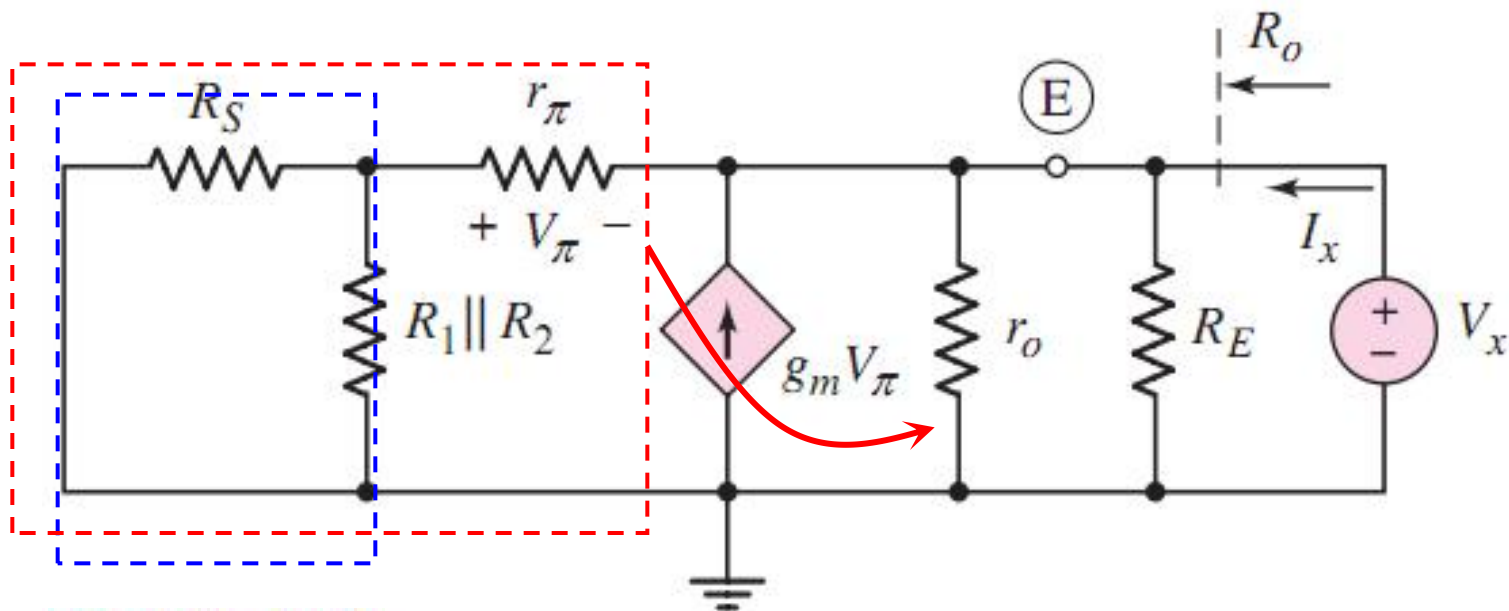 R_o
R_S
r_π
E
+ V_π −
I_x
R_1 || R_2
g_m V_π
r_o
R_E
+
−
V_x